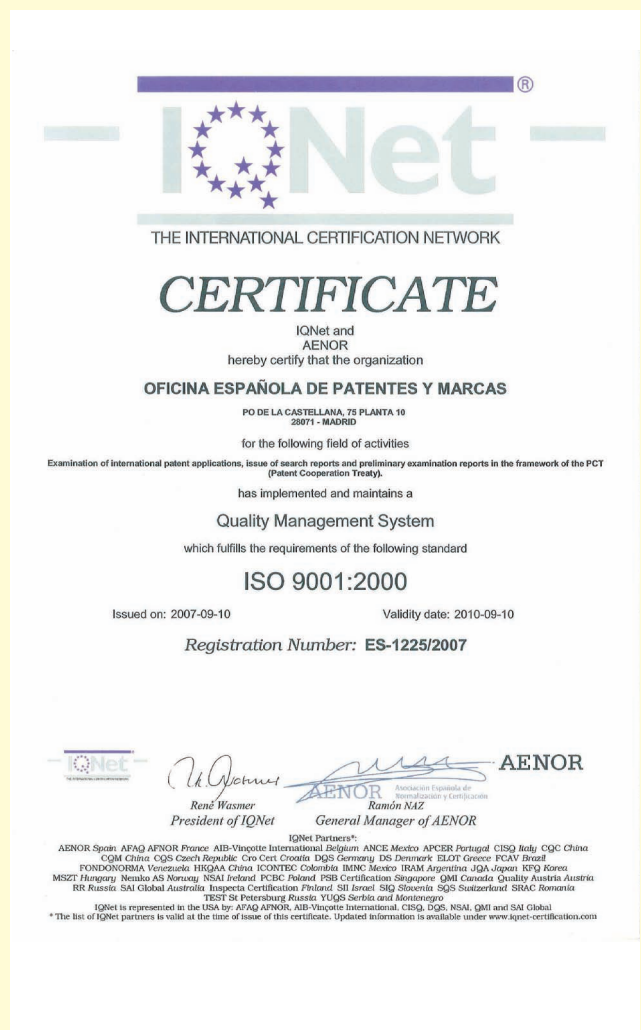 ®
IQNet
THE INTERNATIONAL CERTIFICATION NETWORK
CERTIFICATE
IQNet and
AENOR
hereby certify that the organization
OFICINA ESPAÑOLA DE PATENTES Y MARCAS
PO DE LA CASTELLANA, 75 PLANTA 10
28071 - MADRID
for the following field of activities
Examination of international patent applications, issue of search reports and preliminary examination reports in the framework of the PCT
(Patent Cooperation Treaty).
has implemented and maintains a
Quality Management System
which fulfills the requirements of the following standard
ISO 9001:2000
Issued on: 2007-09-10 Validity date: 2010-09-10
Registration Number: ES-1225/2007
IQNet
THE INTERNATIONAL CERTIFICATION NETWORK
AENOR
AENOR Asociación Española de
Normalización y Certificación
René Wasmer Ramón NAZ
President of IQNet General Manager of AENOR
IQNet Partners*:
AENOR Spain AFAQ AFNOR France AIB-Vinçotte International Belgium ANCE Mexico APCER Portugal CISQ Italy CQC China
CQM China CQS Czech Republic Cro Cert Croatia DQS Germany DS Denmark ELOT Greece FCAV Brazil
FONDONORMA Venezuela HKQAA China ICONTEC Colombia IMNC Mexico IRAM Argentina JQA Japan KFQ Korea
MSZT Hungary Nemko AS Norway NSAI Ireland PCBC Poland PSB Certification Singapore QMI Canada Quality Austria Austria
RR Russia SAI Global Australia Inspecta Certification Finland SII Israel SIQ Slovenia SQS Switzerland SRAC Romania
TEST St Petersburg Russia YUQS Serbia and Montenegro
IQNet is represented in the USA by: AFAQ AFNOR, AIB-Vinçotte International, CISQ, DQS, NSAI, QMI and SAI Global
* The list of IQNet partners is valid at the time of issue of this certificate. Updated information is available under www.iqnet-certification.com